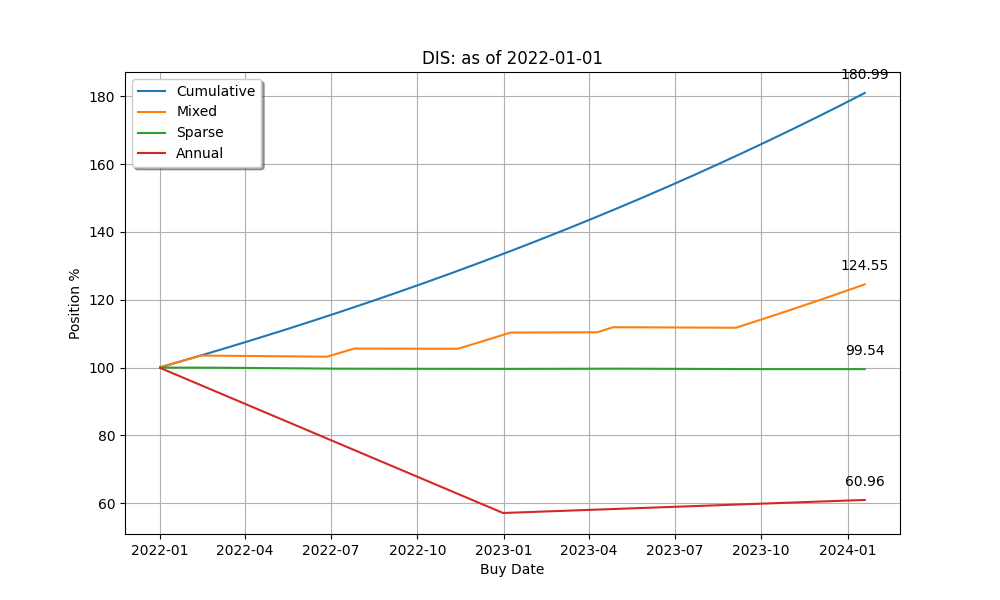 DIS: as of 2022-01-01
180.99
Cumulative
Mixed
Sparse
Annual
180
160
140
120
100
80
60
Position %
124.55
99.54
60.96
2022-01 2022-04 2022-07 2022-10 2023-01 2023-04 2023-07 2023-10 2024-01
Buy Date